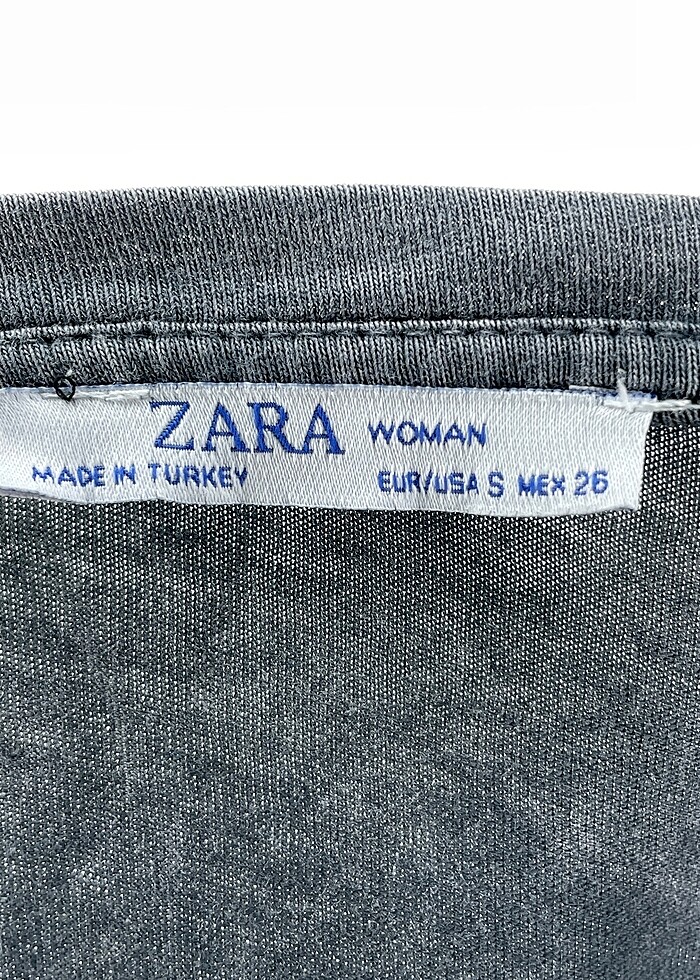 ZARA WOMAN
MADE IN TURKEY EUR/USA S MEX 26